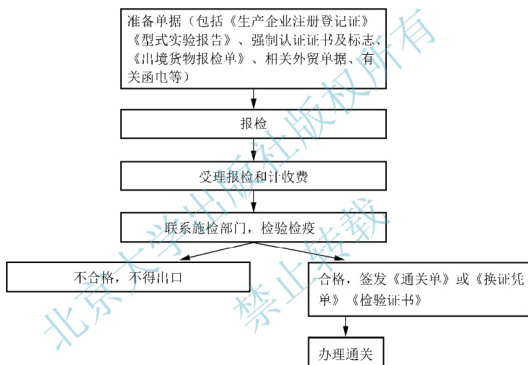 准备单据（包括《生产企业注册登记证》
《型式实验报告》、强制认证证书及标志、
《出境货物报检单》、相关外贸单据、有
关函电等）
报检
受理报检和计收费
联系施检部门，检验检疫
不合格，不得出口
合格，签发《通关单》或《换证凭
单》《检验证书》
办理通关
北京大学出版社版权所有
禁止转载